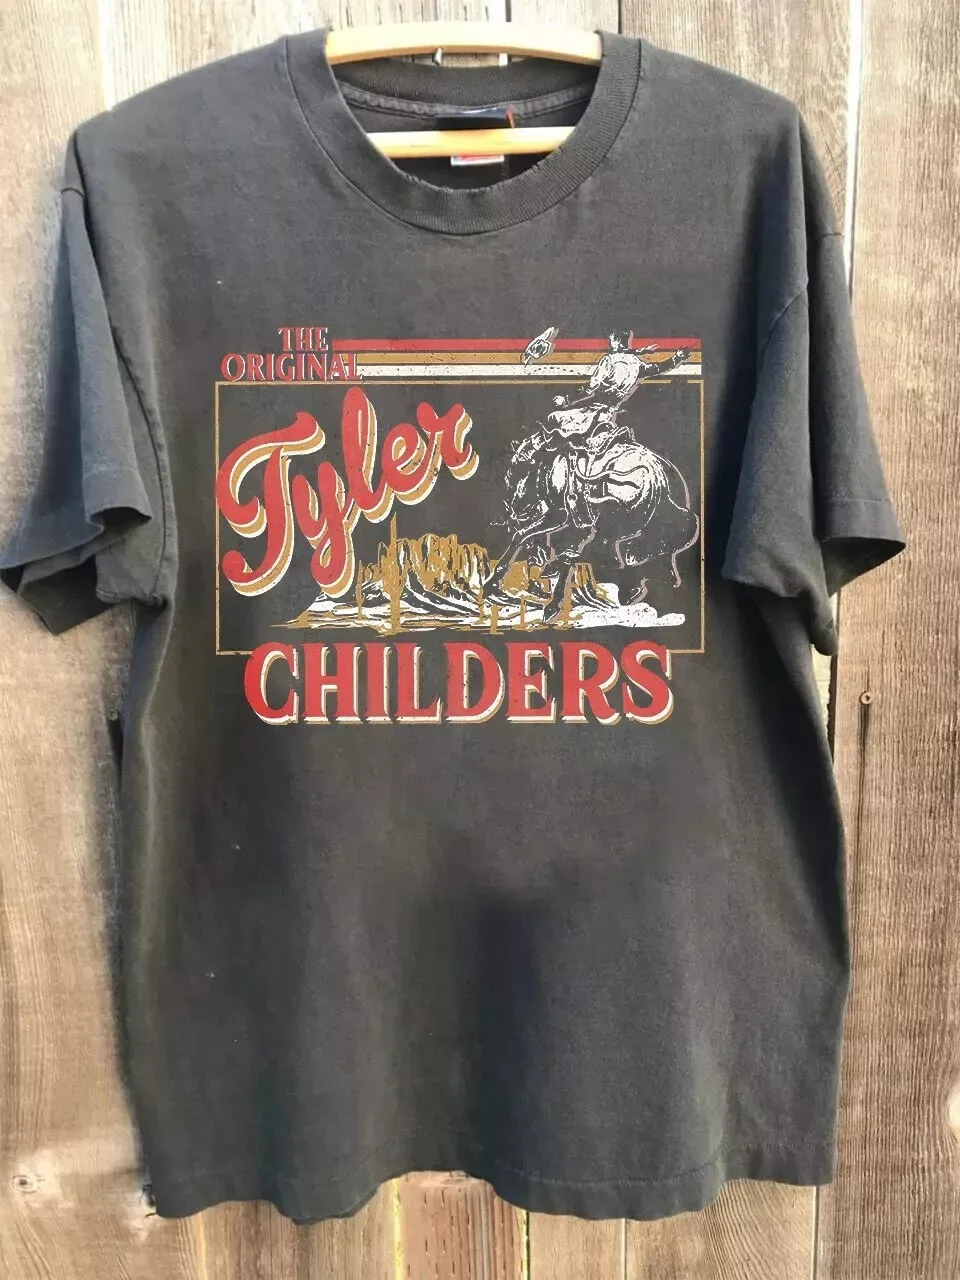 THE
ORIGINAL
Tyler
CHILDERS